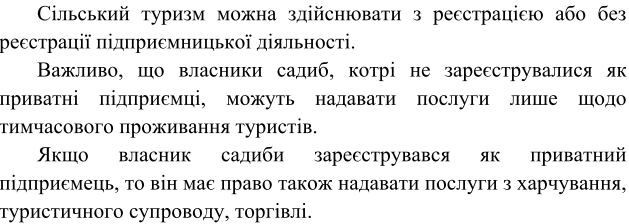 Сільський туризм можна здійснювати з реєстрацією або без
реєстрації підприємницької діяльності.
Важливо, що власники садиб, котрі не зареєструвалися як
приватні підприємці, можуть надавати послуги лише щодо
тимчасового проживання туристів.
Якщо власник садиби зареєструвався як приватний
підприємець, то він має право також надавати послуги з харчування,
туристичного супроводу, торгівлі.